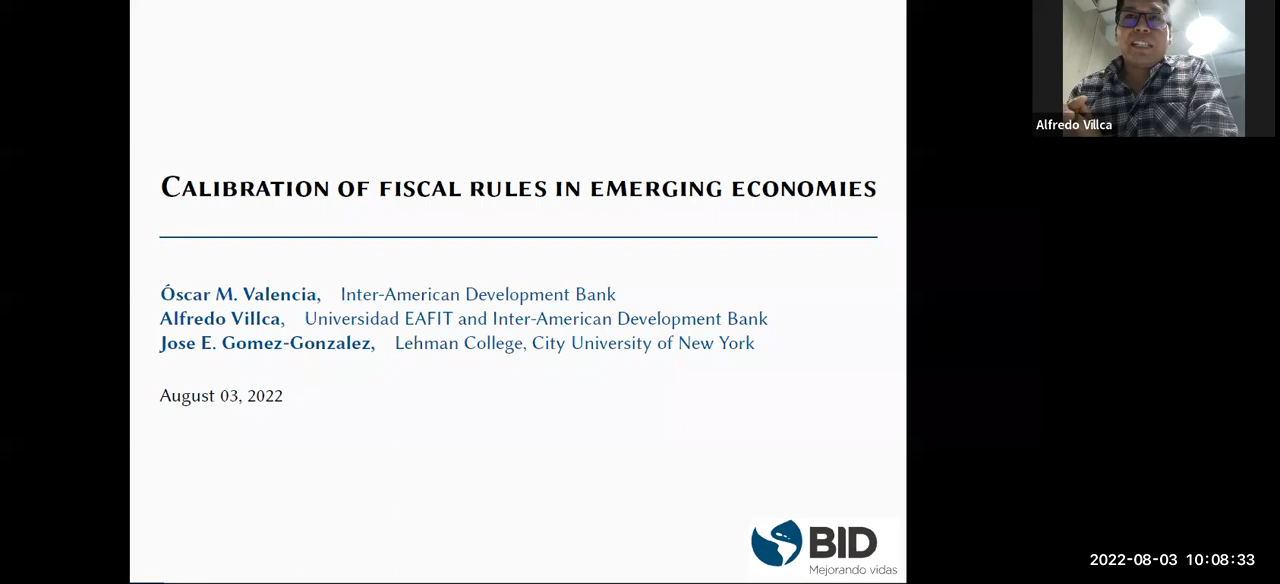 CALIBRATION OF FISCAL RULES IN EMERGING ECONOMIES
Óscar M. Valencia, Inter-American Development Bank
Alfredo Villca, Universidad EAFIT and Inter-American Development Bank
Jose E. Gomez-Gonzalez, Lehman College, City University of New York
August 03, 2022
BID
Mejorando vidas
Alfredo Villca
2022-08-03 10:08:33